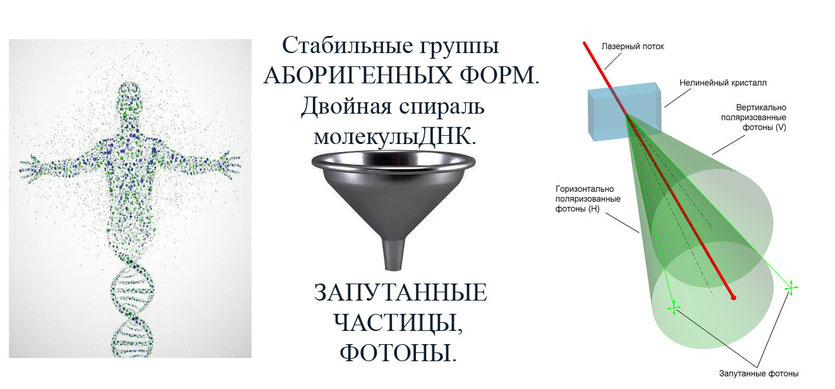 Стабильные группы
АБОРИГЕННЫХ ФОРМ.
Двойная спираль
молекулыДНК.
ЗАПУТАННЫЕ
ЧАСТИЦЫ,
ФОТОНЫ.
Лазерный поток
Нелинейный кристалл
Вертикально
поляризованные
фотоны (V)
Горизонтально
поляризованные
фотоны (H)
Запутанные фотоны